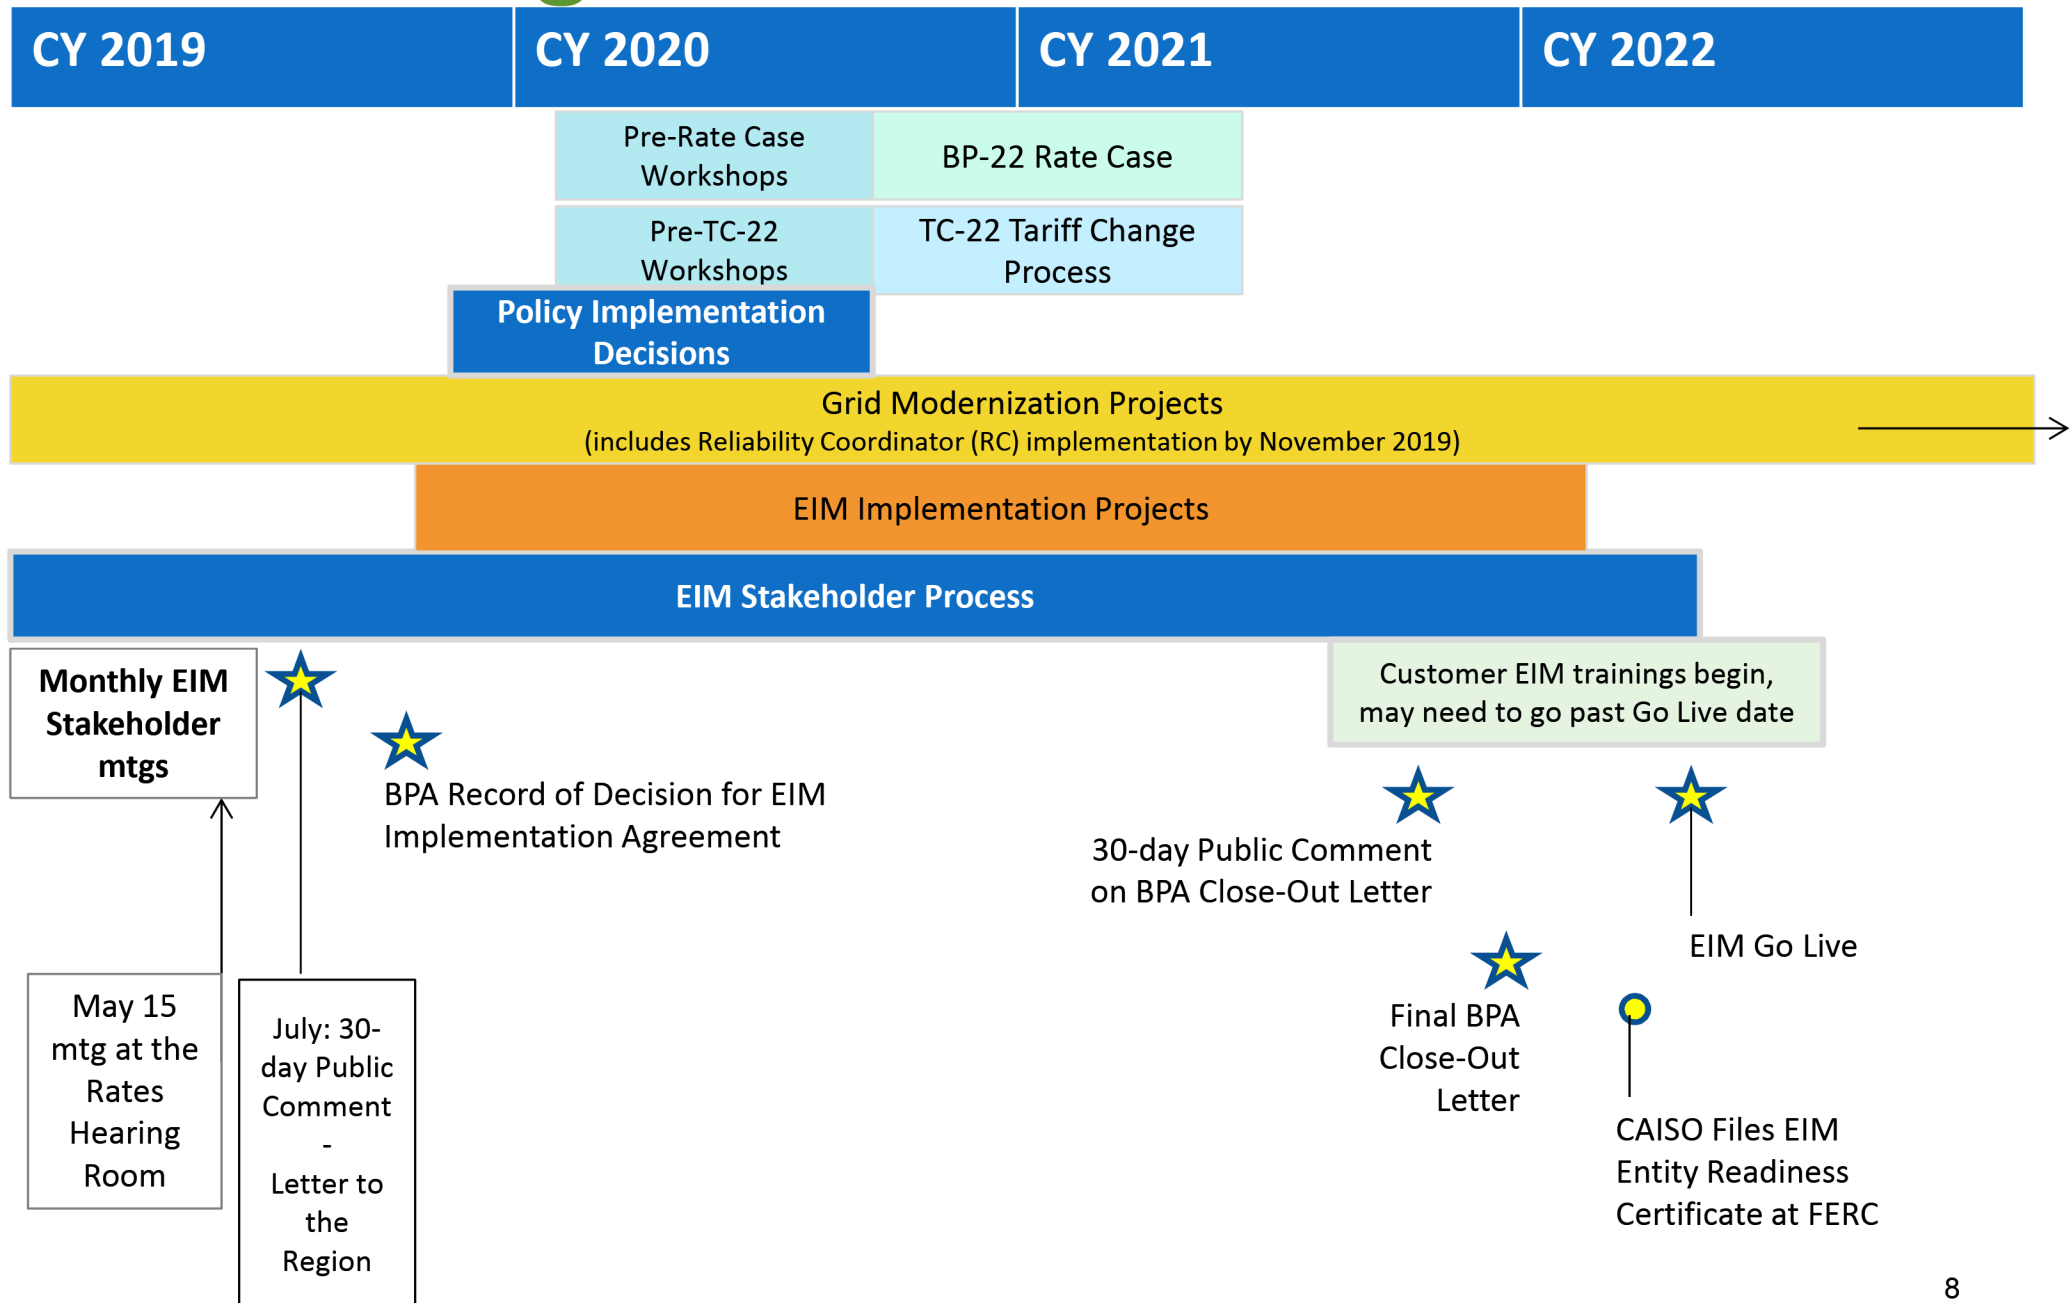 CY 2019
CY 2020
CY 2021
CY 2022
Pre-Rate Case
Workshops
BP-22 Rate Case
Pre-TC-22
Workshops
TC-22 Tariff Change
Process
Policy Implementation
Decisions
Grid Modernization Projects
(includes Reliability Coordinator (RC) implementation by November 2019)
EIM Implementation Projects
EIM Stakeholder Process
Monthly EIM
Stakeholder
mtgs
Customer EIM trainings begin,
may need to go past Go Live date
BPA Record of Decision for EIM
Implementation Agreement
30-day Public Comment
on BPA Close-Out Letter
EIM Go Live
May 15
mtg at the
Rates
Hearing
Room
July: 30-
day Public
Comment
-
Letter to
the
Region
Final BPA
Close-Out
Letter
CAISO Files EIM
Entity Readiness
Certificate at FERC
8